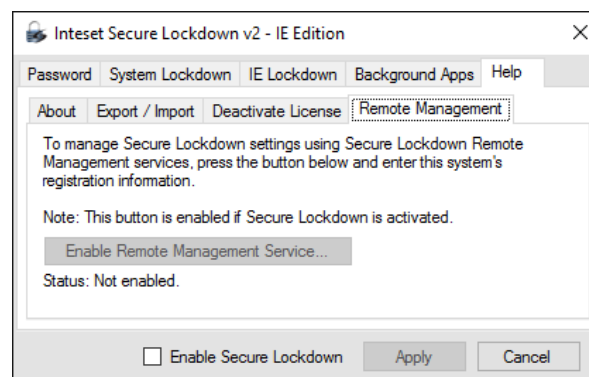 Inteset Secure Lockdown v2 - IE Edition
Password System Lockdown IE Lockdown Background Apps Help
About Export / Import Deactivate License Remote Management
To manage Secure Lockdown settings using Secure Lockdown Remote
Management services, press the button below and enter this system's
registration information.
Note: This button is enabled if Secure Lockdown is activated.
Enable Remote Management Service...
Status: Not enabled.
Enable Secure Lockdown Apply Cancel